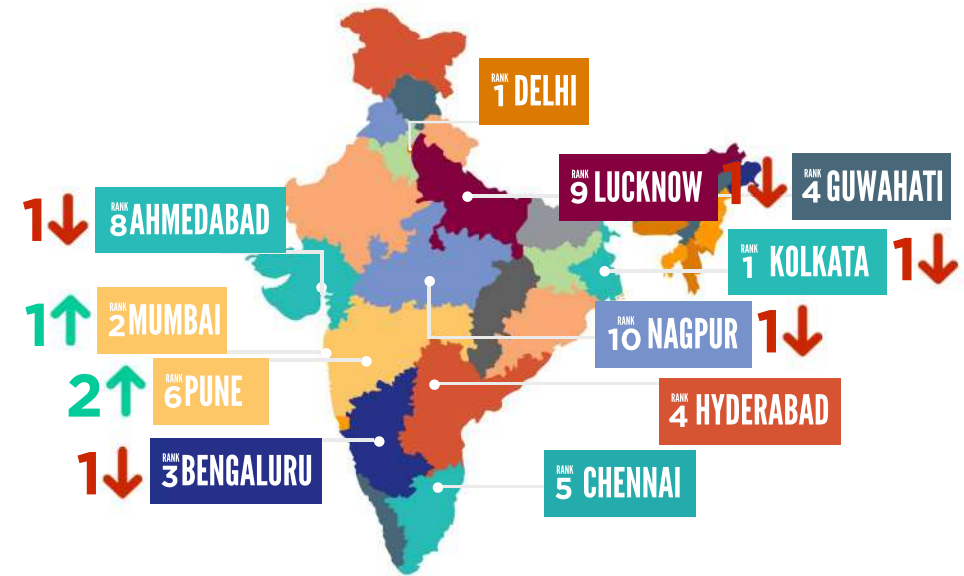 RANK
1 DELHI
RANK
9 LUCKNOW
1
RANK
4 GUWAHATI
1
RANK
8 AHMEDABAD
RANK
1 KOLKATA
1
1
RANK
2 MUMBAI
RANK
10 NAGPUR
1
2
RANK
6 PUNE
RANK
4 HYDERABAD
1
RANK
3 BENGALURU
RANK
5 CHENNAI